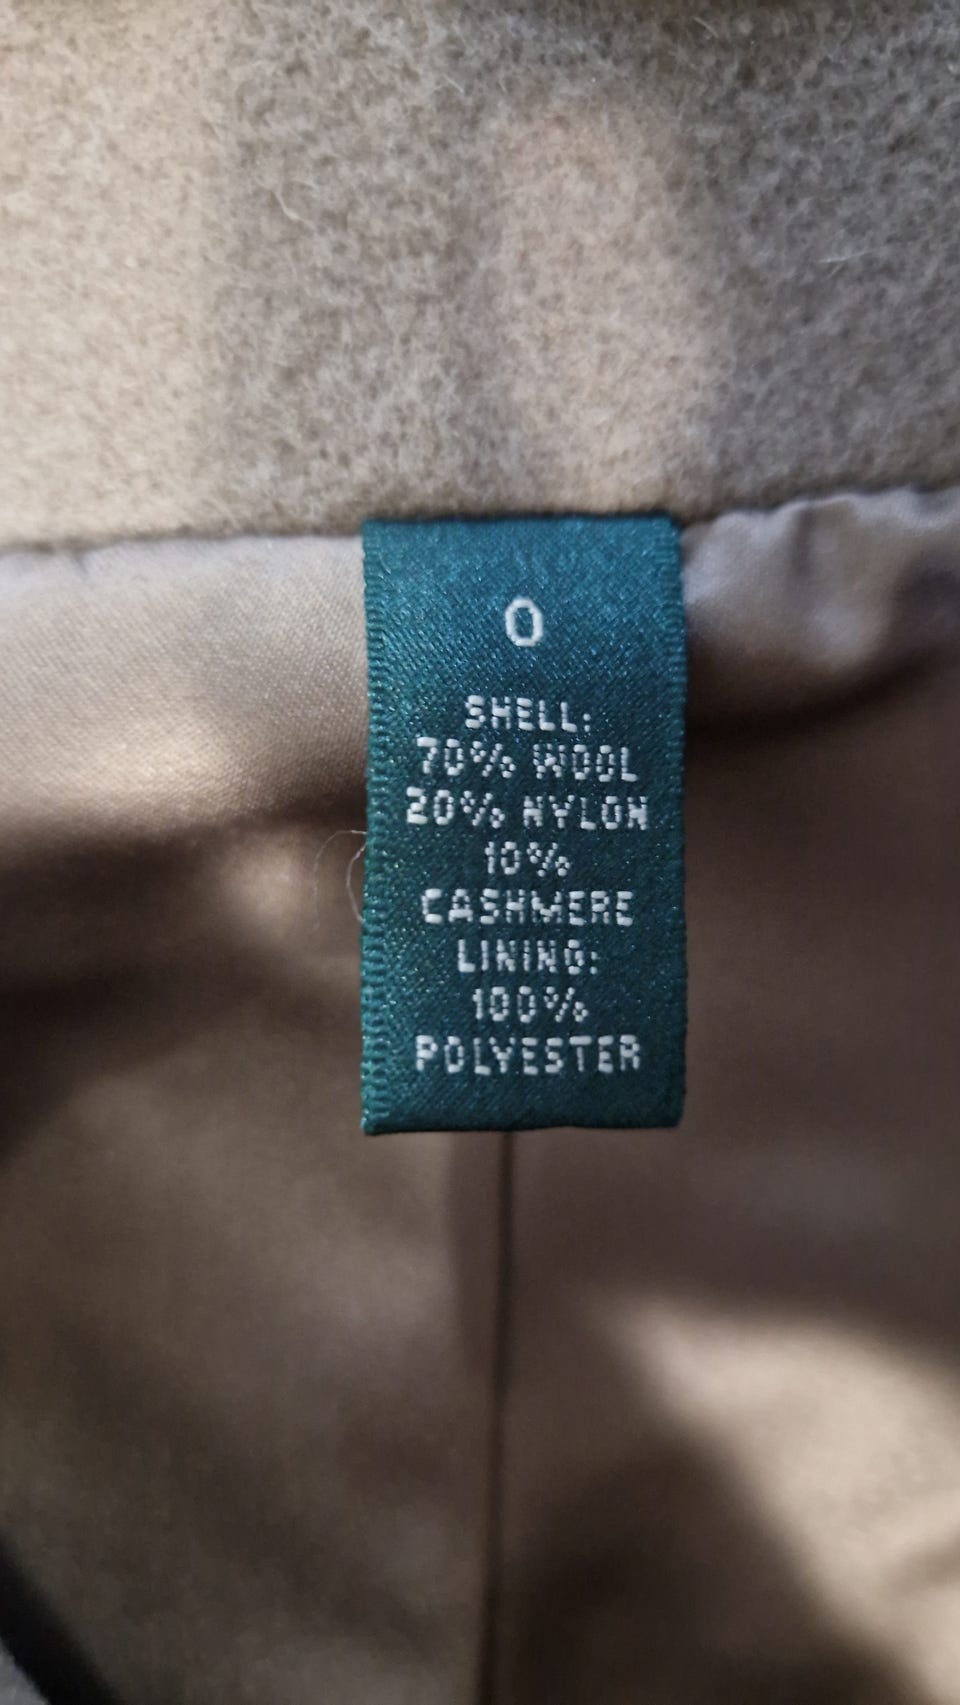 0
SHELL:
70% WOOL
20% NYLON
10%
CASHMERE
LINING:
100%
POLYESTER